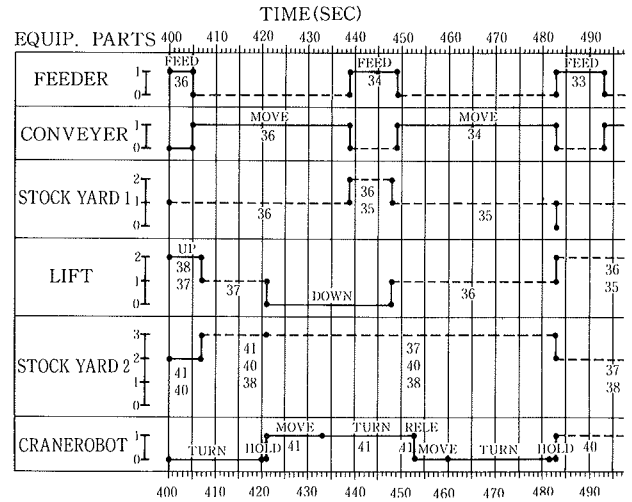 TIME(SEC)
EQUIP. PARTS 400 410 420 430 440 450 460 470 480 490
FEEDER 1 0 FEED 36 FEED 34 FEED 33
CONVEYER 1 0 MOVE 36 MOVE 34
STOCK YARD 1 2 1 0 36 36 35 35
LIFT 2 1 0 UP 38 37 37 DOWN 36 36 35
STOCK YARD 2 3 2 1 0 41 40 41 40 38 37 40 38 37 38
CRANEROBOT 1 0 TURN HOLD MOVE 41 TURN 41 RELE 41 MOVE TURN HOLD 40
400 410 420 430 440 450 460 470 480 490